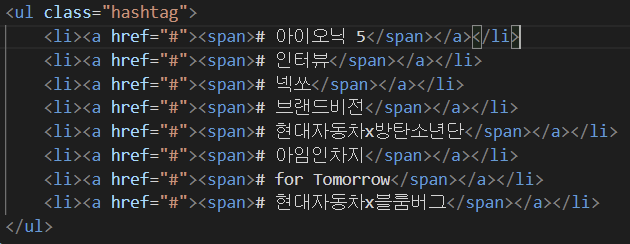 <ul class="hashtag">
<li><a href="#"><span># 아이오닉 5</span></a></li>
<li><a href="#"><span># 인터뷰</span></a></li>
<li><a href="#"><span># 넥쏘</span></a></li>
<li><a href="#"><span># 브랜드비전</span></a></li>
<li><a href="#"><span># 현대자동차x방탄소년단</span></a></li>
<li><a href="#"><span># 아임인차지</span></a></li>
<li><a href="#"><span># for Tomorrow</span></a></li>
<li><a href="#"><span># 현대자동차x블룸버그</span></a></li>
</ul>